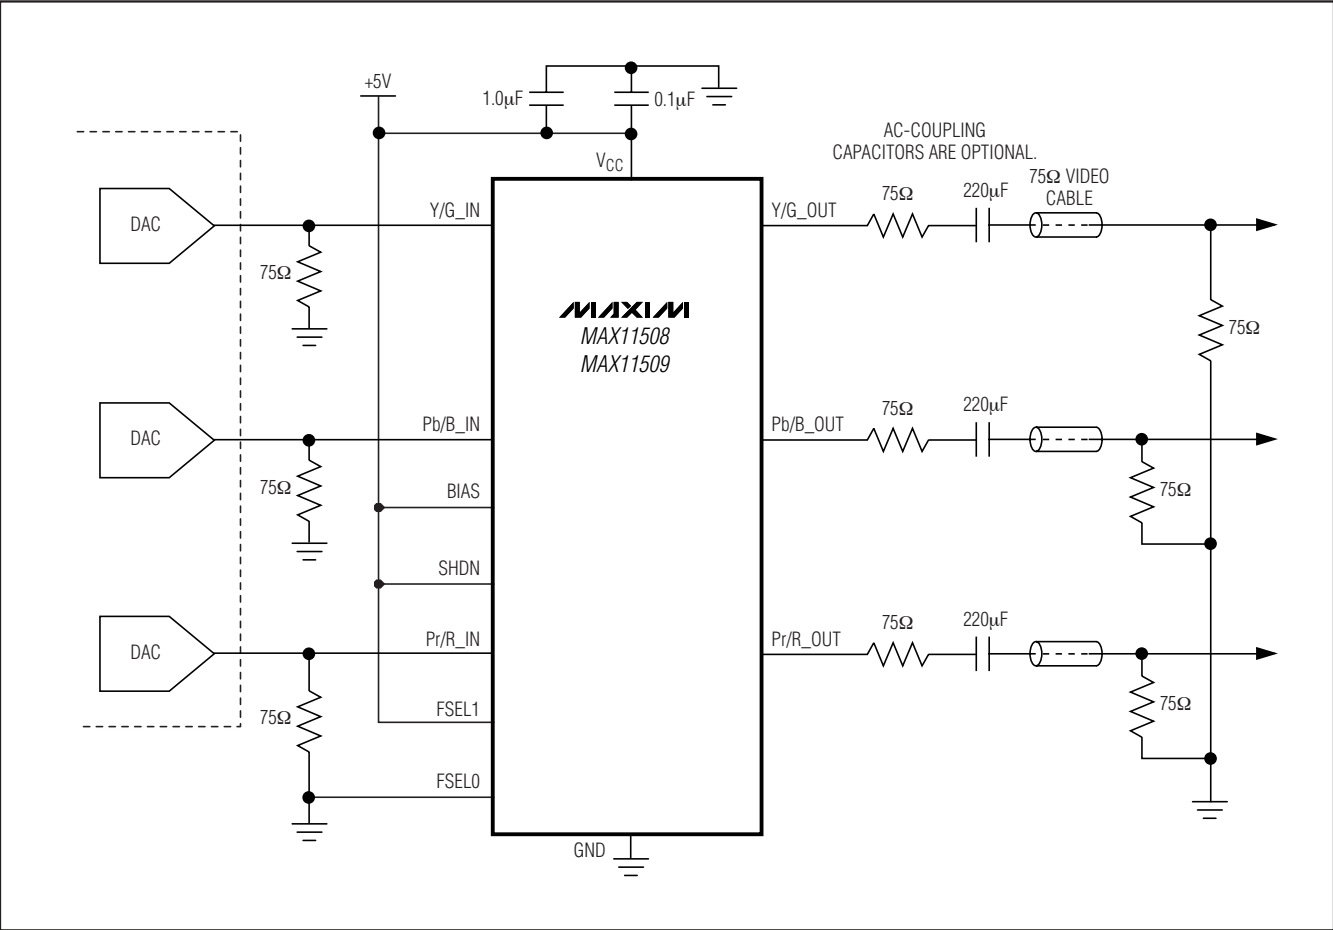 +5V
1.0μF
0.1μF
VCC
AC-COUPLING
CAPACITORS ARE OPTIONAL.
75Ω
220μF
75Ω VIDEO
CABLE
DAC
Y/G_IN
Y/G_OUT
75Ω
MAXIM
MAX11508
MAX11509
75Ω
DAC
Pb/B_IN
Pb/B_OUT
75Ω
220μF
75Ω
BIAS
75Ω
SHDN
DAC
Pr/R_IN
Pr/R_OUT
75Ω
220μF
75Ω
FSEL1
75Ω
FSEL0
GND